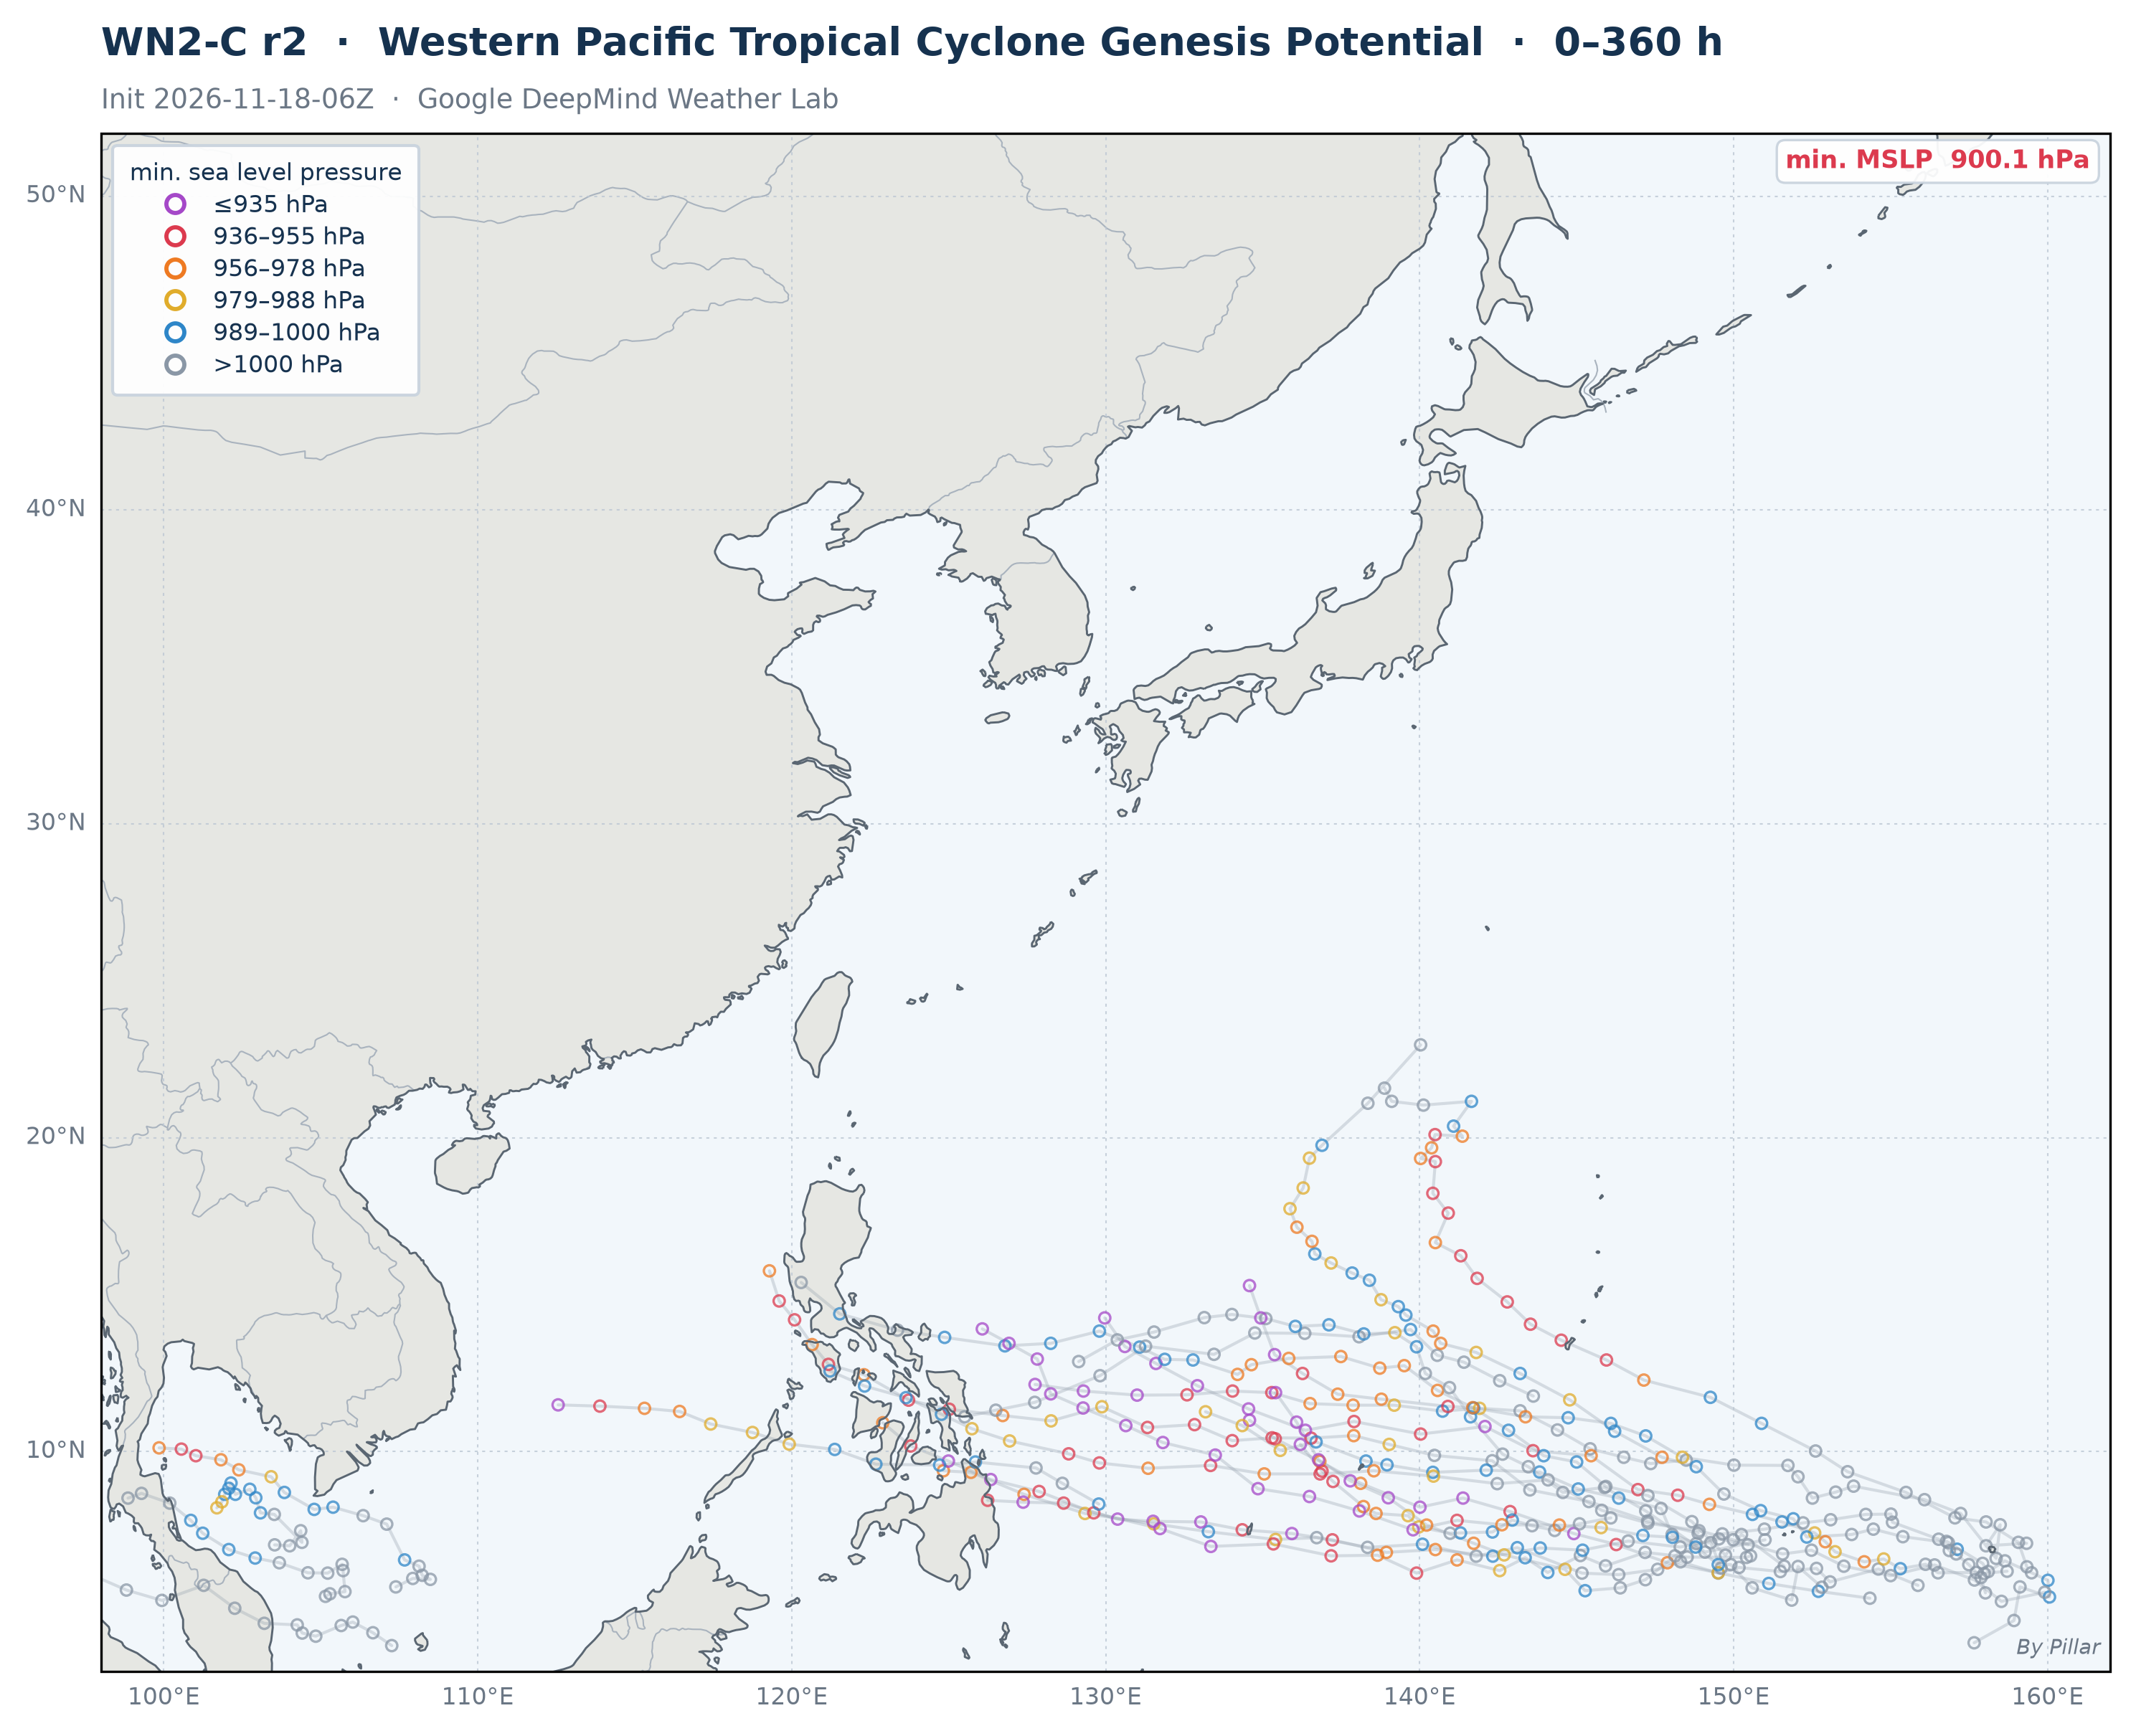 WN2-C r2 · Western Pacific Tropical Cyclone Genesis Potential · 0–360 h
Init 2026-11-18-06Z · Google DeepMind Weather Lab
min. MSLP 900.1 hPa
min. sea level pressure
≤935 hPa
936–955 hPa
956–978 hPa
979–988 hPa
989–1000 hPa
>1000 hPa
50°N
40°N
30°N
20°N
10°N
By Pillar
100°E 110°E 120°E 130°E 140°E 150°E 160°E